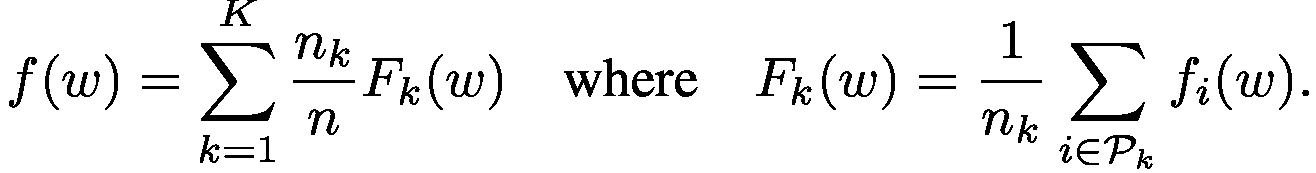 $f(w) = \sum_{k=1}^{K} \frac{n_k}{n} F_k(w) \quad \text{where} \quad F_k(w) = \frac{1}{n_k} \sum_{i \in \mathcal{P}_k} f_i(w).$